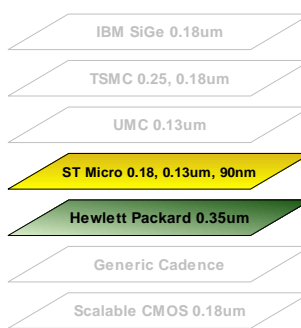 IBM SiGe 0.18um
TSMC 0.25, 0.18um
UMC 0.13um
ST Micro 0.18, 0.13um, 90nm
Hewlett Packard 0.35um
Generic Cadence
Scalable CMOS 0.18um